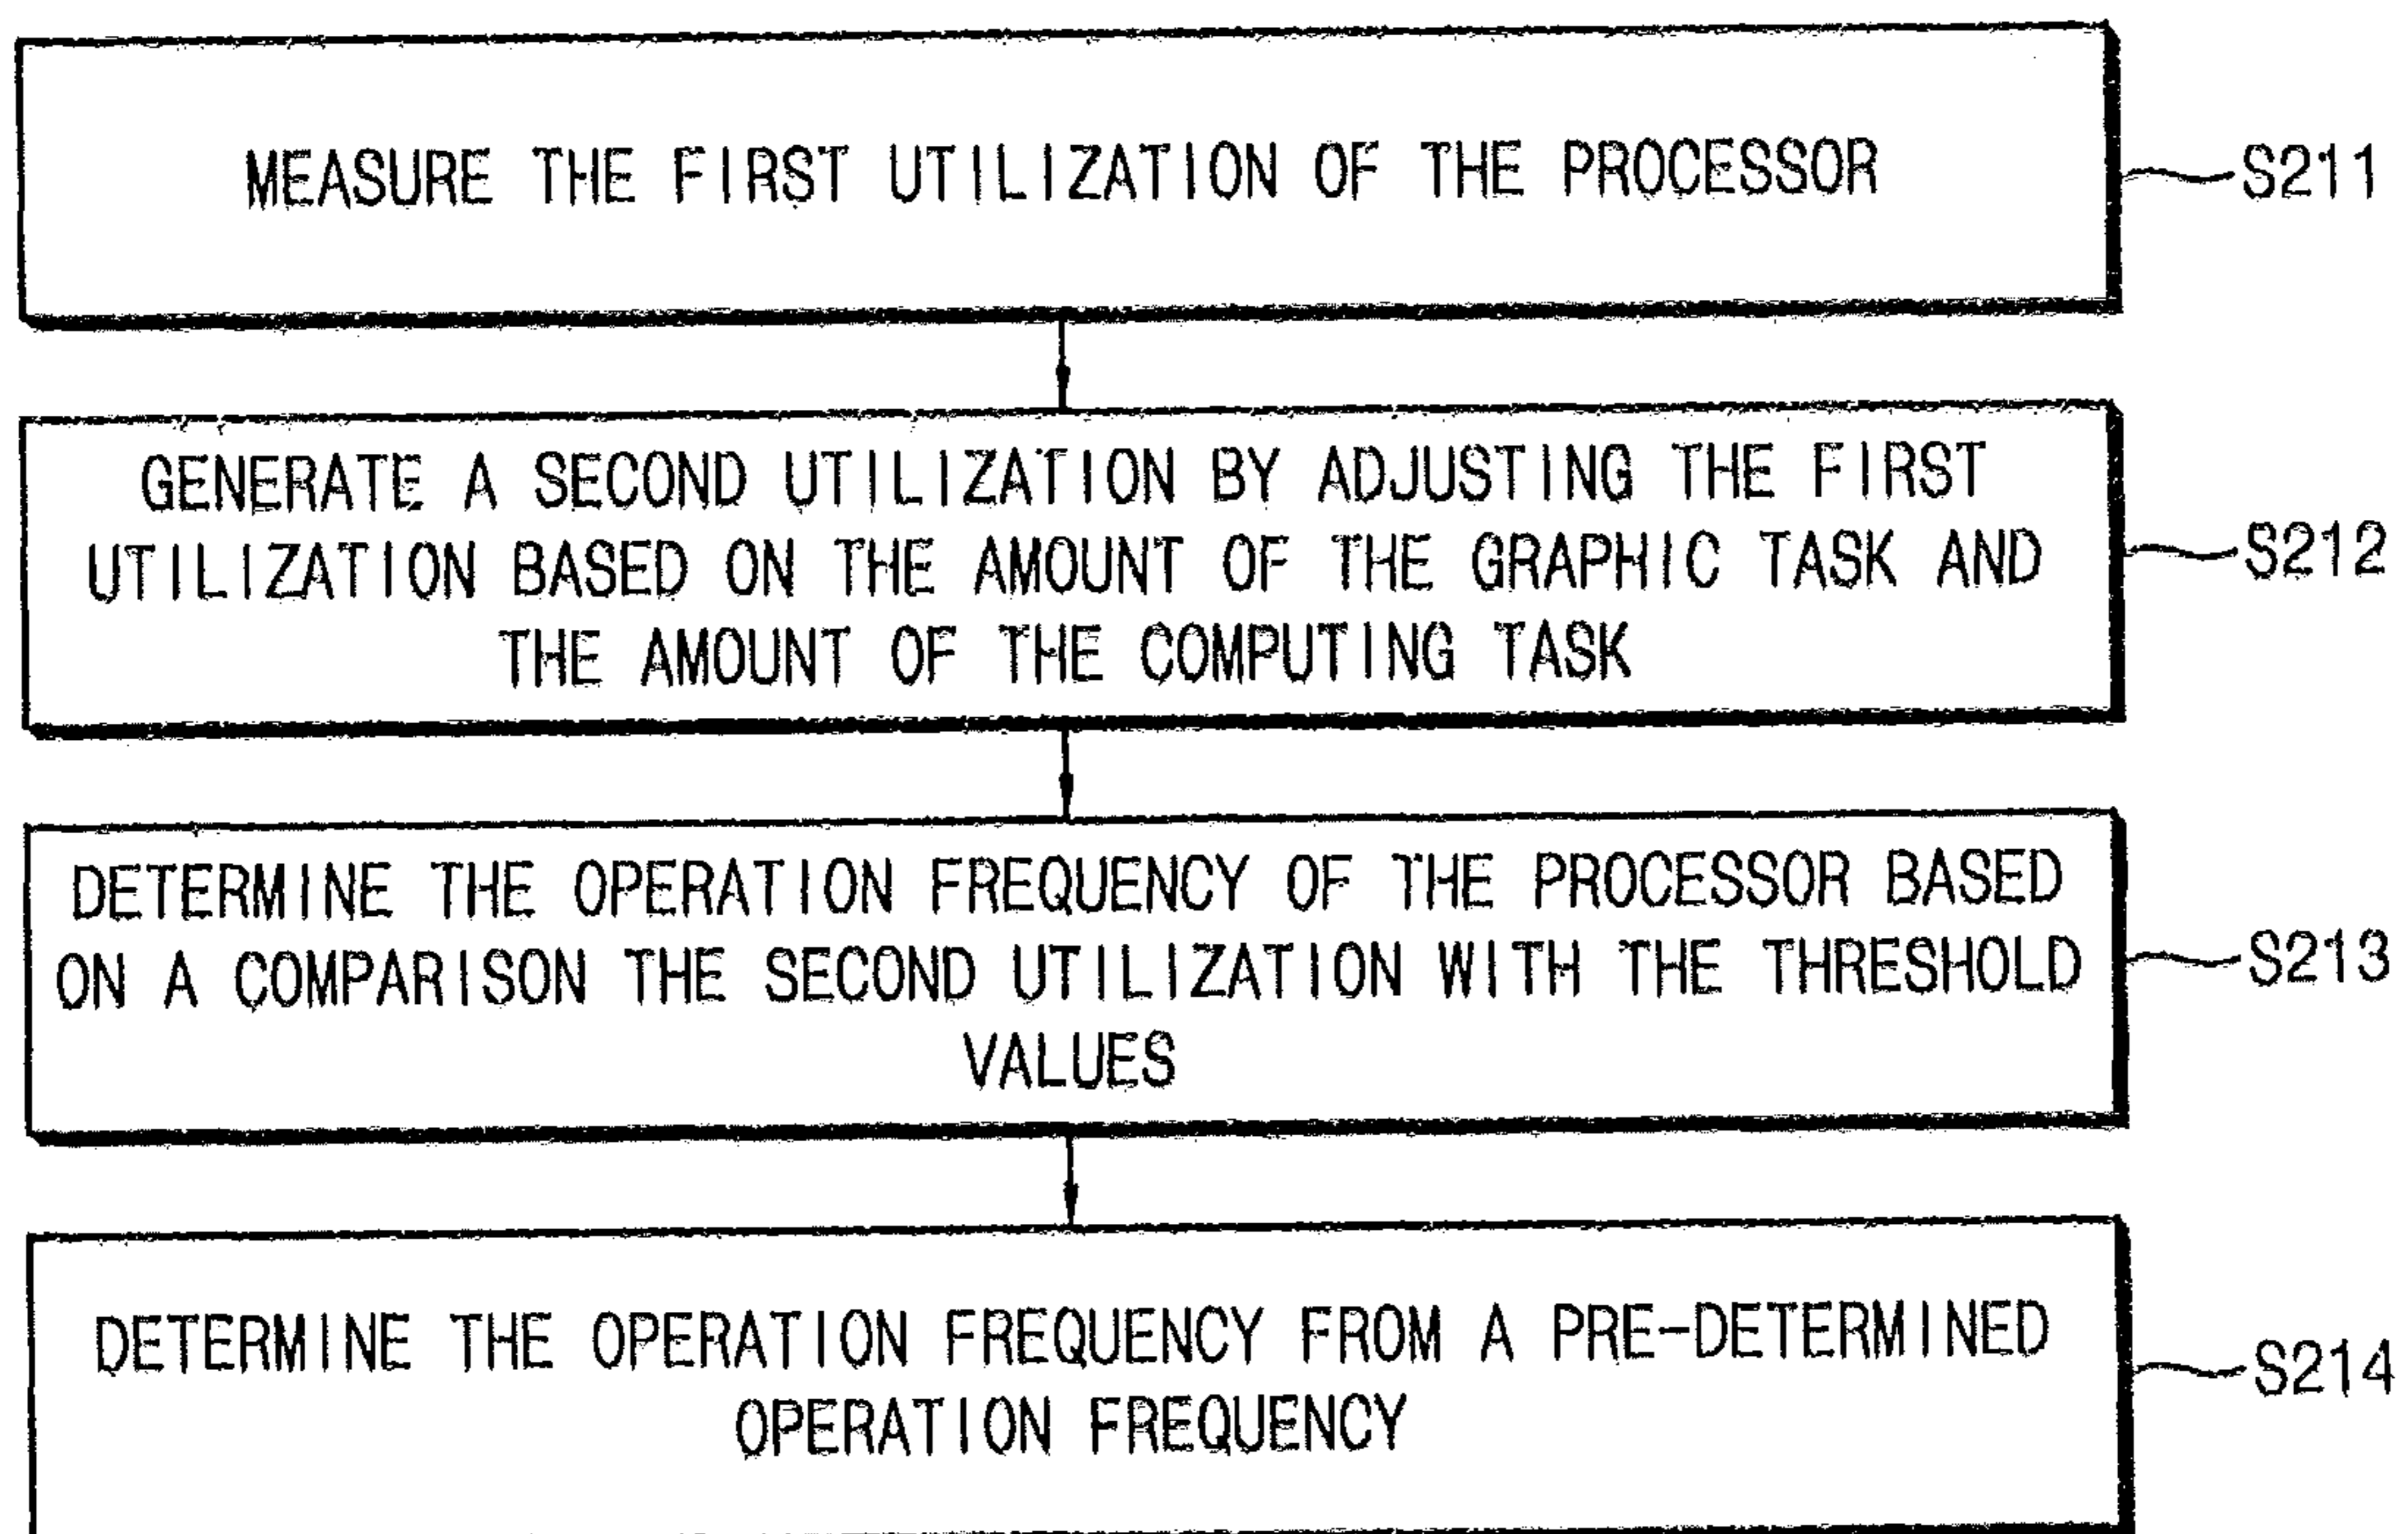 MEASURE THE FIRST UTILIZATION OF THE PROCESSOR
S211
GENERATE A SECOND UTILIZATION BY ADJUSTING THE FIRST
UTILIZATION BASED ON THE AMOUNT OF THE GRAPHIC TASK AND
THE AMOUNT OF THE COMPUTING TASK
S212
DETERMINE THE OPERATION FREQUENCY OF THE PROCESSOR BASED
ON A COMPARISON THE SECOND UTILIZATION WITH THE THRESHOLD
VALUES
S213
DETERMINE THE OPERATION FREQUENCY FROM A PRE-DETERMINED
OPERATION FREQUENCY
S214